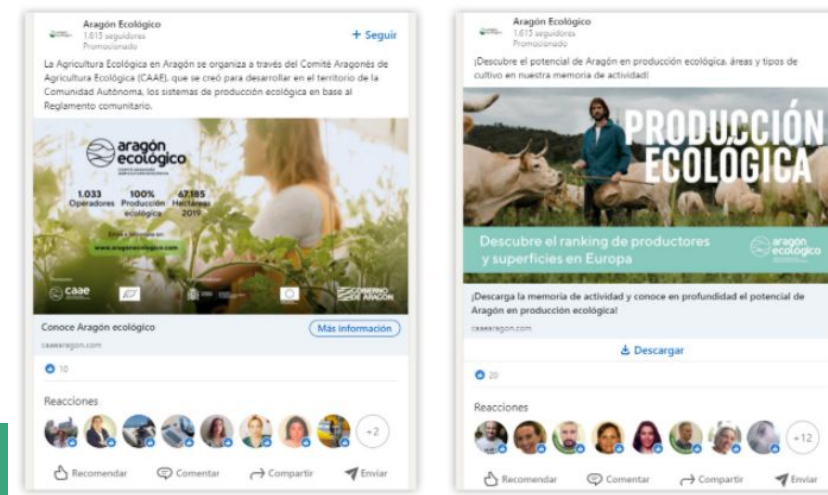 Aragón Ecológico
1.615 seguidores
Promocionado
+ Seguir
La Agricultura Ecológica en Aragón se organiza a través del Comité Aragonés de
Agricultura Ecológica (CAAE), que se creó para desarrollar en el territorio de la
Comunidad Autónoma, los sistemas de producción ecológica en base al
Reglamento comunitario.
aragón
ecológico
1.033 100% 67.185
Operadores Producción Hectáreas
ecológica 2019
www.aragonecologico.com
caae
GOBIERNO
DE ARAGON
Conoce Aragón ecológico
Más información
caaearagon.com
10
Reacciones
+2
Recomendar Comentar Compartir Enviar
Aragón Ecológico
1.615 seguidores
Promocionado
¡Descubre el potencial de Aragón en producción ecológica, áreas y tipos de
cultivo en nuestra memoria de actividad!
PRODUCCIÓN
ECOLÓGICA
Descubre el ranking de productores
y superficies en Europa
aragón
ecológico
¡Descarga la memoria de actividad y conoce en profundidad el potencial de
Aragón en producción ecológica!
caaearagon.com
Descargar
20
Reacciones
+12
Recomendar Comentar Compartir Enviar